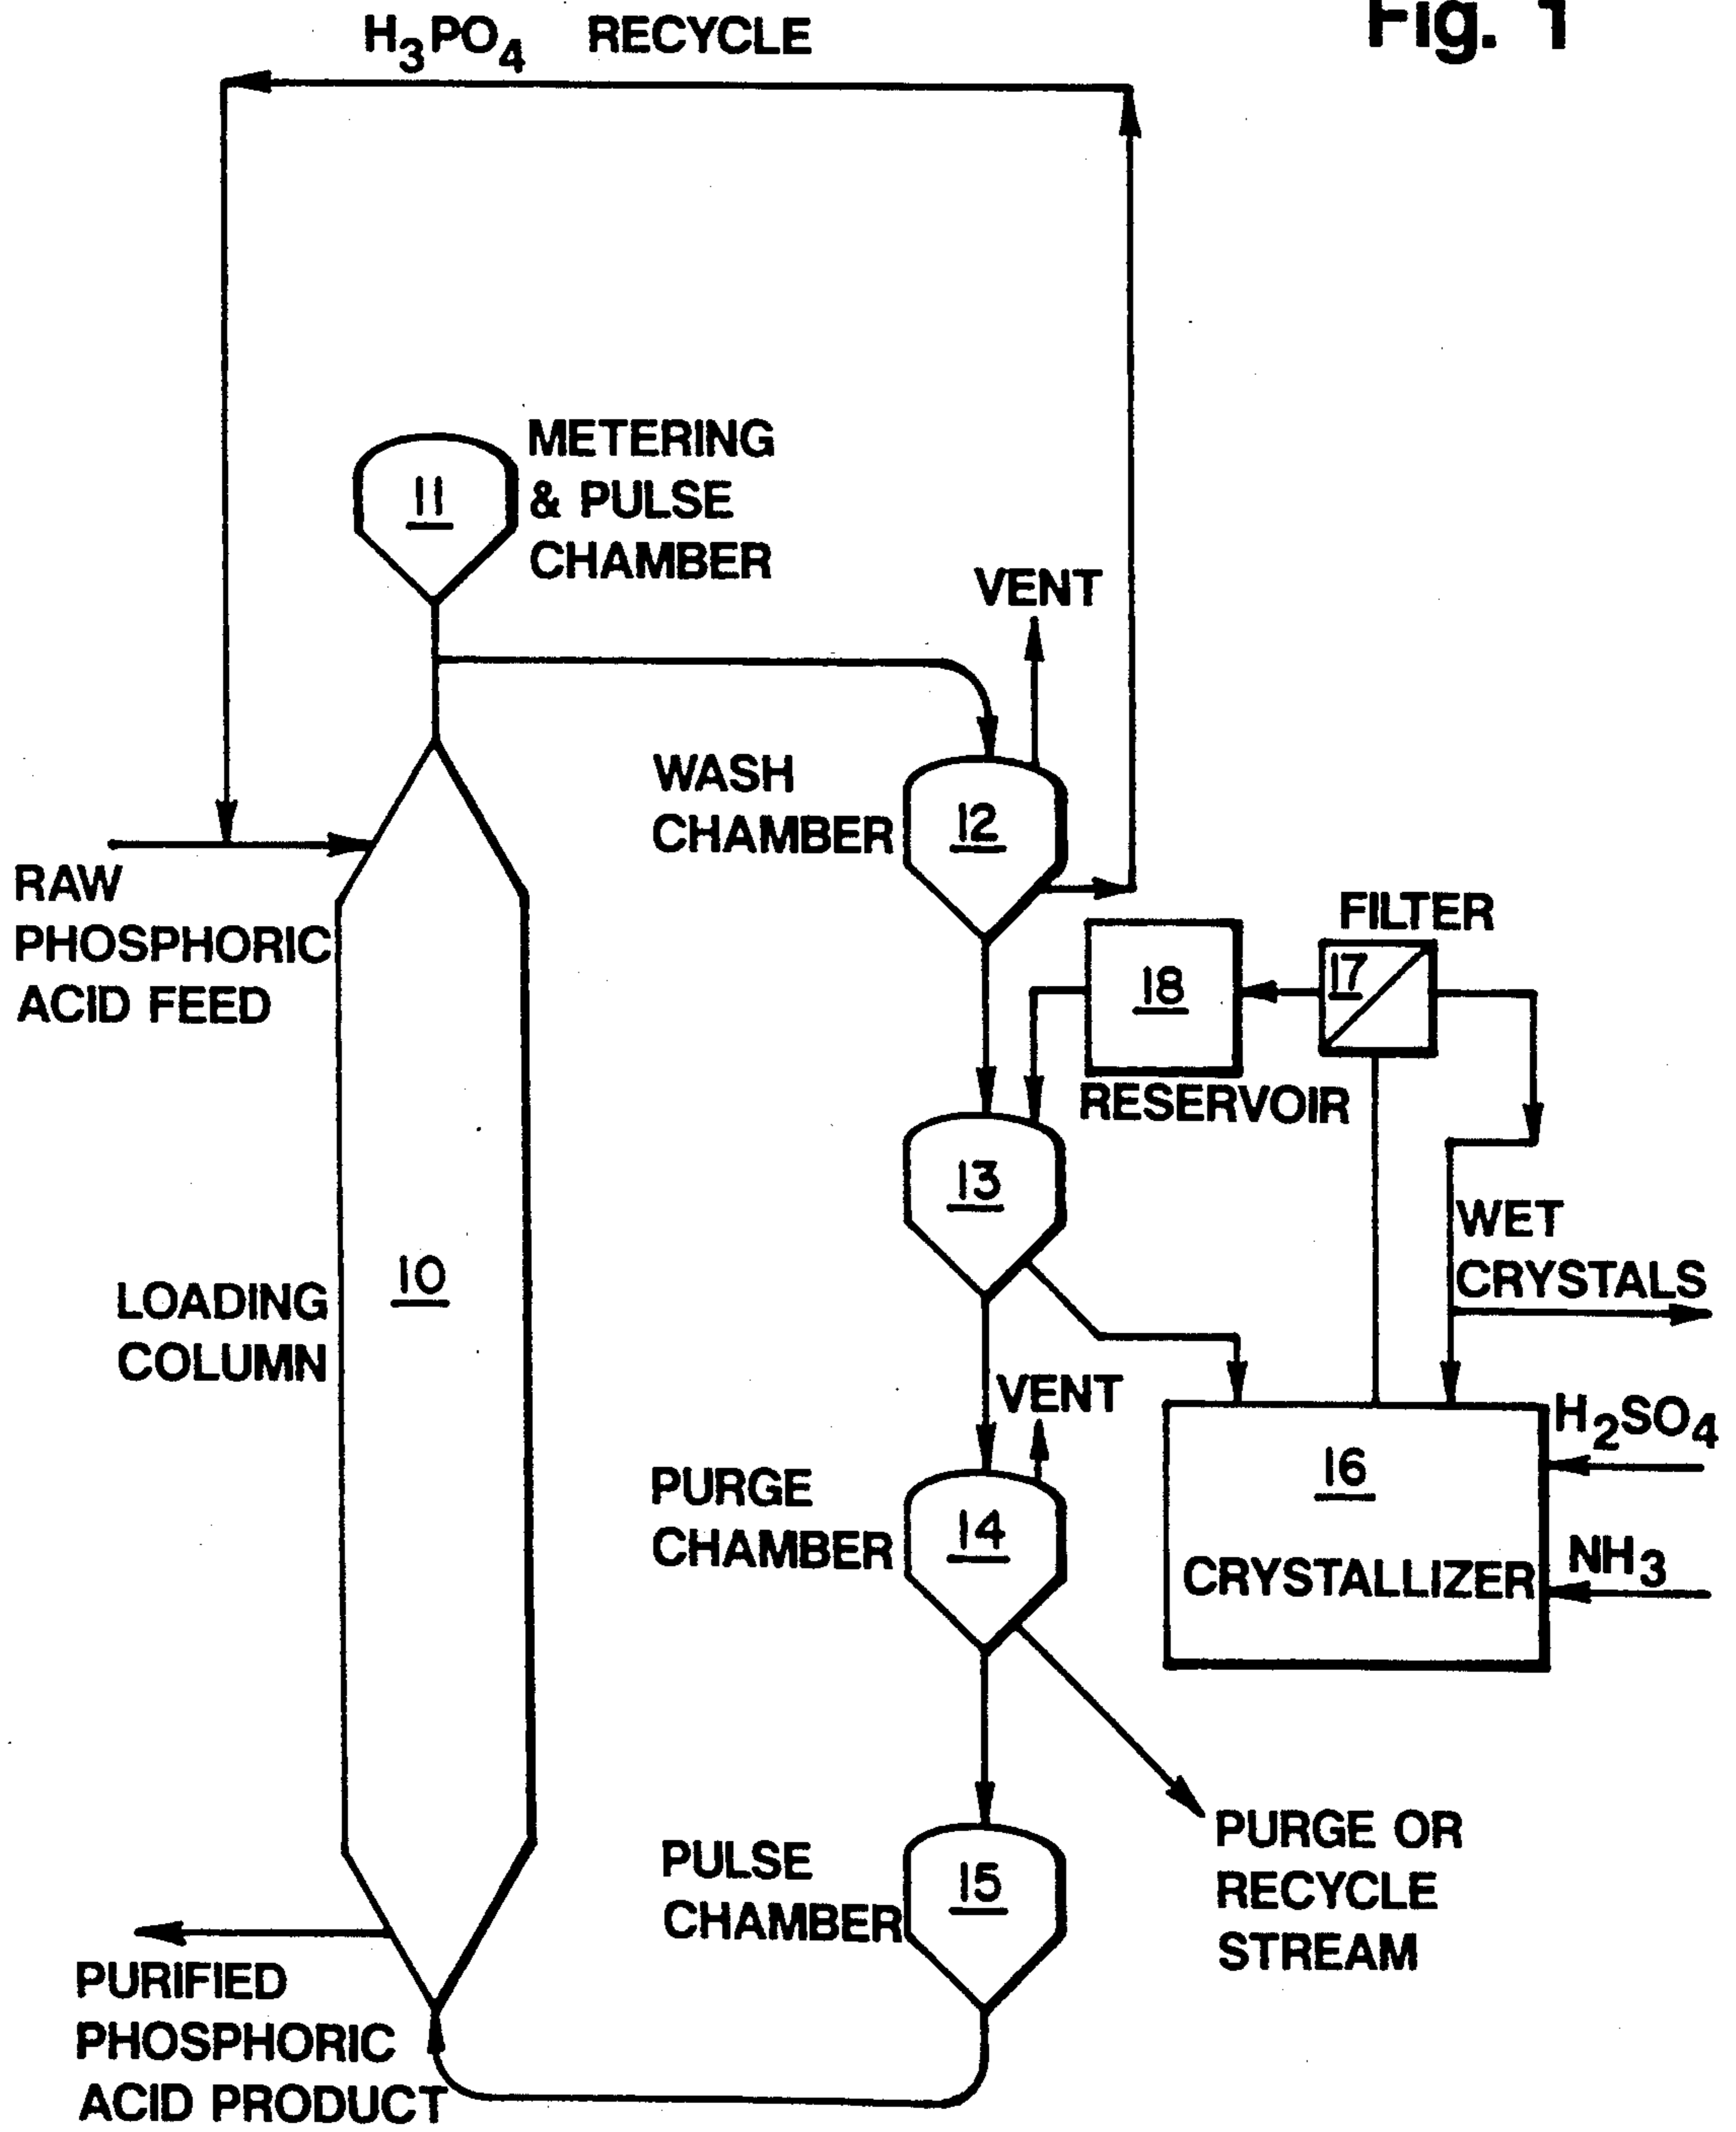 Fig. 1
H3PO4 RECYCLE
METERING
& PULSE
CHAMBER
11
VENT
WASH
CHAMBER
12
RAW
PHOSPHORIC
ACID FEED
FILTER
17
18
RESERVOIR
13
WET
CRYSTALS
LOADING
COLUMN
10
VENT
H2SO4
PURGE
CHAMBER
14
16
CRYSTALLIZER
NH3
PULSE
CHAMBER
15
PURGE OR
RECYCLE
STREAM
PURIFIED
PHOSPHORIC
ACID PRODUCT